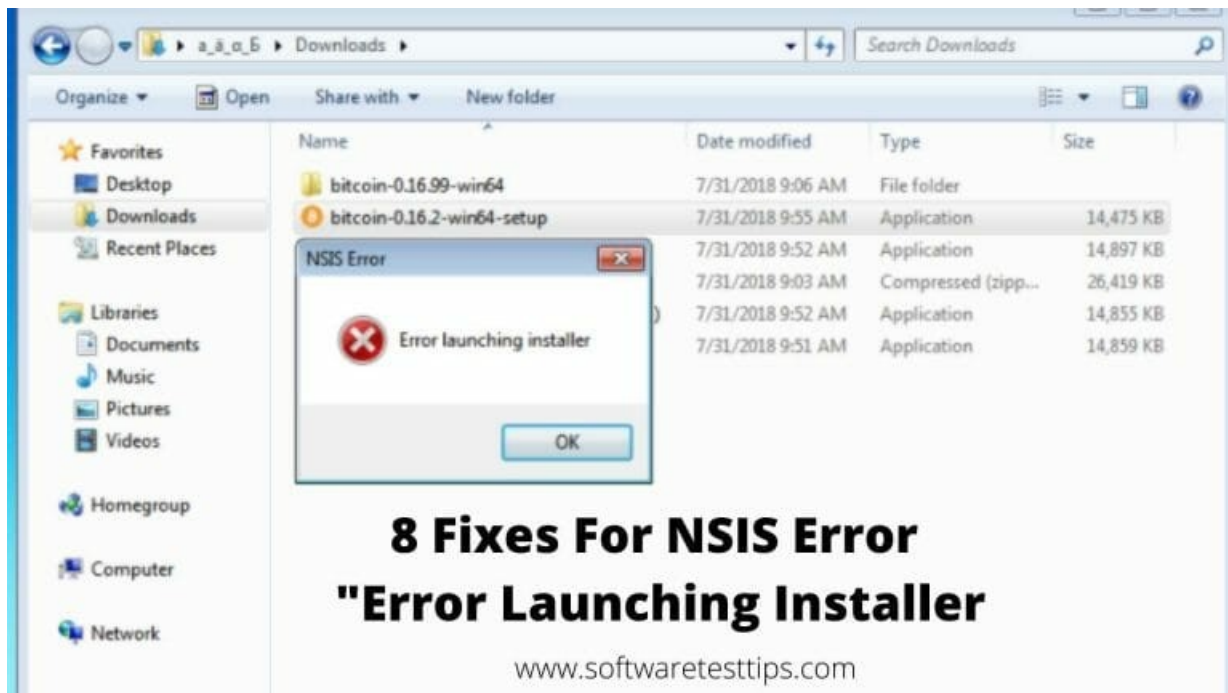 a_ä_α_Б Downloads Search Downloads
Organize Open Share with New folder
Name Date modified Type Size
Favorites
Desktop
Downloads
Recent Places
Libraries
Documents
Music
Pictures
Videos
Homegroup
Computer
Network
bitcoin-0.16.99-win64 7/31/2018 9:06 AM File folder
bitcoin-0.16.2-win64-setup 7/31/2018 9:55 AM Application 14,475 KB
7/31/2018 9:52 AM Application 14,897 KB
7/31/2018 9:03 AM Compressed (zipp... 26,419 KB
) 7/31/2018 9:52 AM Application 14,855 KB
7/31/2018 9:51 AM Application 14,859 KB
NSIS Error
Error launching installer
OK
8 Fixes For NSIS Error
"Error Launching Installer
www.softwaretesttips.com